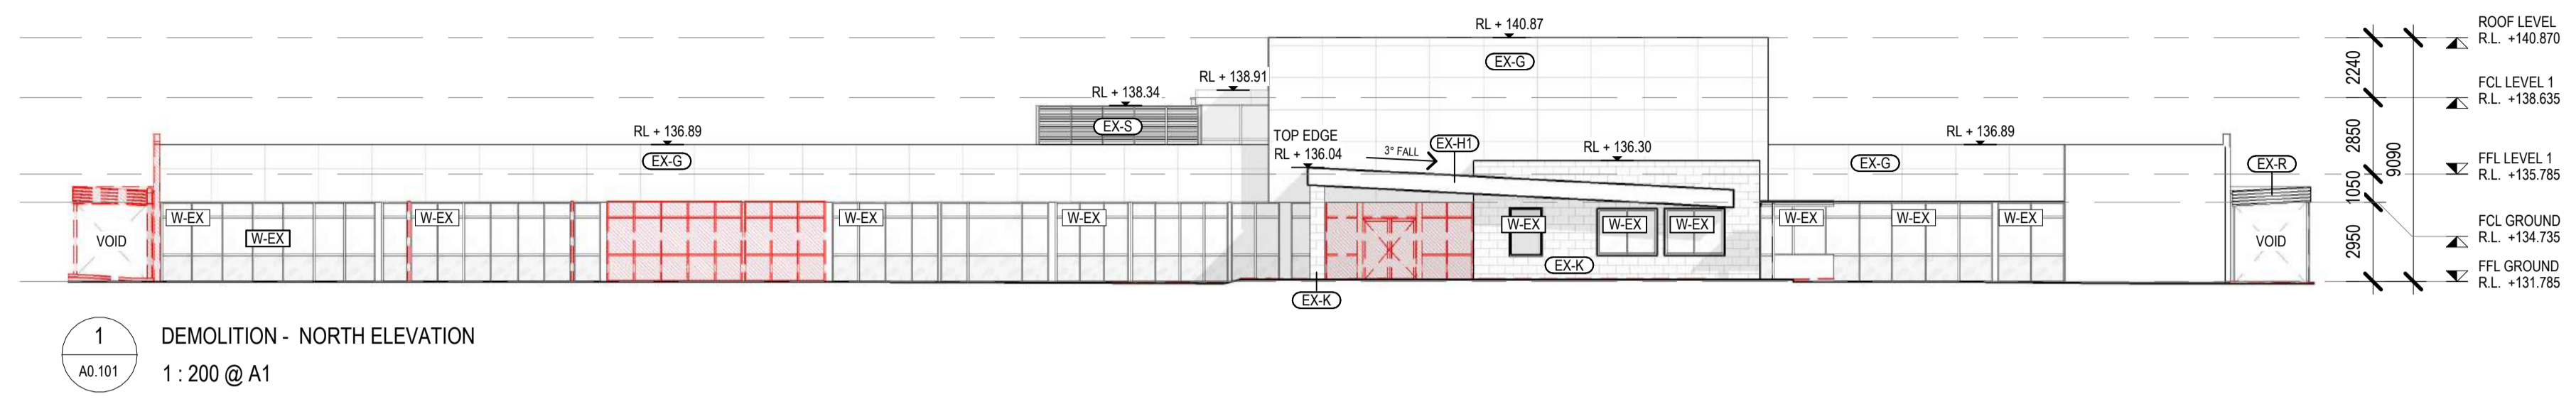 RL + 140.87
EX-G
RL + 138.91
RL + 138.34
EX-S
RL + 136.89
EX-G
TOP EDGE
RL + 136.04
3° FALL
EX-H1
RL + 136.30
RL + 136.89
EX-G
EX-R
VOID
W-EX
W-EX
W-EX
W-EX
W-EX
W-EX
W-EX
W-EX
W-EX
W-EX
W-EX
VOID
EX-K
EX-K
ROOF LEVEL
R.L. +140.870
2240
FCL LEVEL 1
R.L. +138.635
2850
9090
FFL LEVEL 1
R.L. +135.785
1050
FCL GROUND
R.L. +134.735
2950
FFL GROUND
R.L. +131.785
1
A0.101
DEMOLITION - NORTH ELEVATION
1 : 200 @ A1